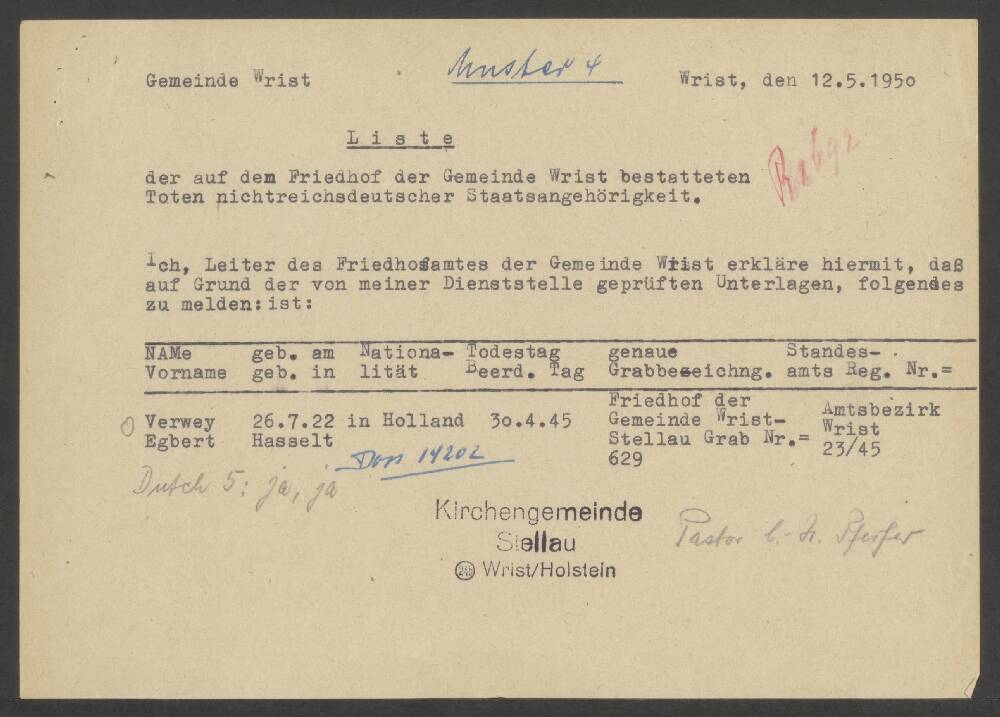 Gemeinde Wrist Muster 4 Wrist, den 12.5.1950
Liste
der auf dem Friedhof der Gemeinde Wrist bestatteten
Toten nichtreichsdeutscher Staatsangehörigkeit.
Ich, Leiter des Friedhofsamtes der Gemeinde Wrist erkläre hiermit, daß
auf Grund der von meiner Dienststelle geprüften Unterlagen, folgendes
zu melden: ist:
NAMe geb. am Nationa- Todestag genaue Standes-
Vorname geb. in lität Beerd. Tag Grabbezeichng. amts Reg. Nr.=
Verwey 26.7.22 in Holland 30.4.45 Friedhof der Amtsbezirk
Egbert Hasselt Gemeinde Wrist- Wrist
Stellau Grab Nr.= 23/45
629
Doss 14202
Dutch 5: ja, ja
Kirchengemeinde
Stellau
Wrist/Holstein
Pastor